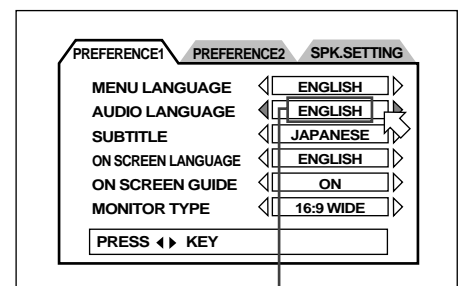 PREFERENCE1 PREFERENCE2 SPK.SETTING
MENU LANGUAGE ENGLISH
AUDIO LANGUAGE ENGLISH
SUBTITLE JAPANESE
ON SCREEN LANGUAGE ENGLISH
ON SCREEN GUIDE ON
MONITOR TYPE 16:9 WIDE
PRESS ◀▶ KEY